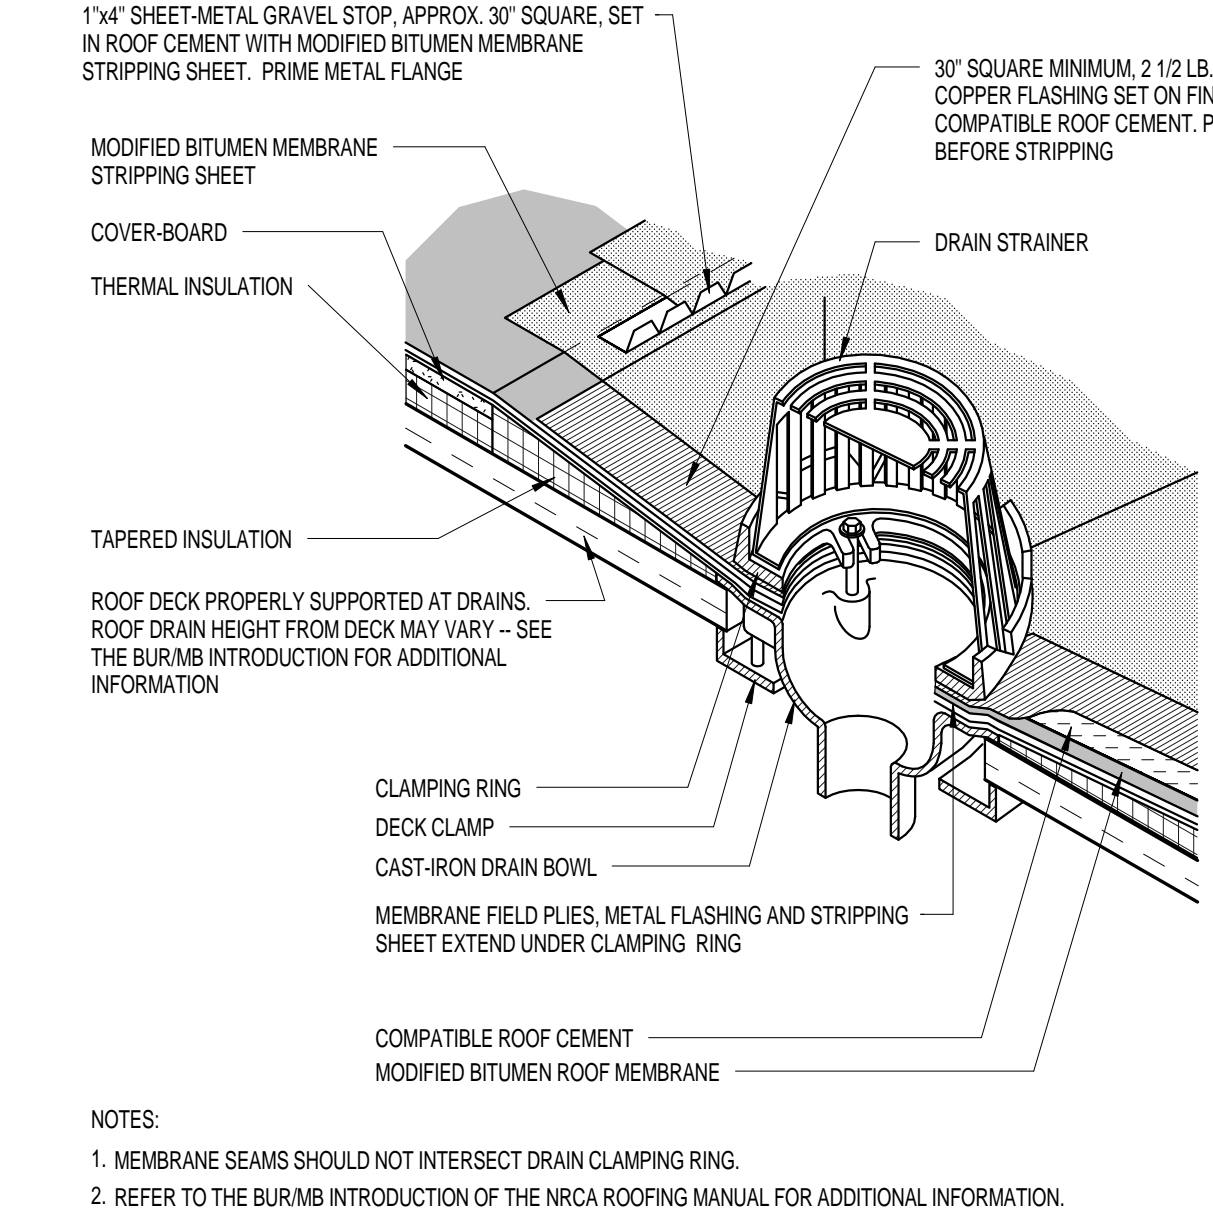 1"x4" SHEET-METAL GRAVEL STOP, APPROX. 30" SQUARE, SET
IN ROOF CEMENT WITH MODIFIED BITUMEN MEMBRANE
STRIPPING SHEET. PRIME METAL FLANGE
30" SQUARE MINIMUM, 2 1/2 LB.
COPPER FLASHING SET ON FIN
COMPATIBLE ROOF CEMENT. P
BEFORE STRIPPING
MODIFIED BITUMEN MEMBRANE
STRIPPING SHEET
COVER-BOARD
DRAIN STRAINER
THERMAL INSULATION
TAPERED INSULATION
ROOF DECK PROPERLY SUPPORTED AT DRAINS.
ROOF DRAIN HEIGHT FROM DECK MAY VARY -- SEE
THE BUR/MB INTRODUCTION FOR ADDITIONAL
INFORMATION
CLAMPING RING
DECK CLAMP
CAST-IRON DRAIN BOWL
MEMBRANE FIELD PLIES, METAL FLASHING AND STRIPPING
SHEET EXTEND UNDER CLAMPING RING
COMPATIBLE ROOF CEMENT
MODIFIED BITUMEN ROOF MEMBRANE
NOTES:
1. MEMBRANE SEAMS SHOULD NOT INTERSECT DRAIN CLAMPING RING.
2. REFER TO THE BUR/MB INTRODUCTION OF THE NRCA ROOFING MANUAL FOR ADDITIONAL INFORMATION.